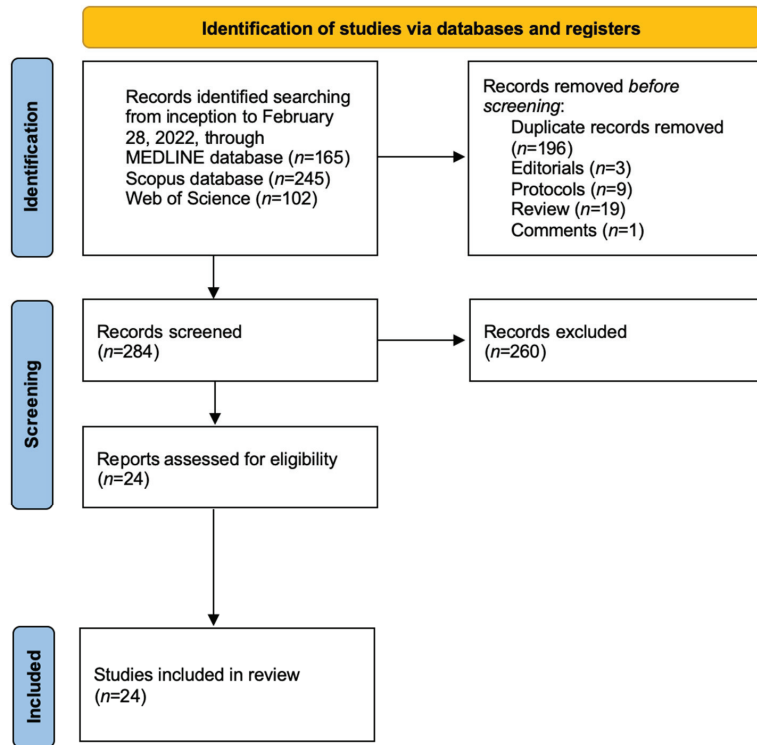 Identification of studies via databases and registers
Identification
Records identified searching
from inception to February
28, 2022, through
MEDLINE database (n=165)
Scopus database (n=245)
Web of Science (n=102)
Records removed before
screening:
Duplicate records removed
(n=196)
Editorials (n=3)
Protocols (n=9)
Review (n=19)
Comments (n=1)
Screening
Records screened
(n=284)
Records excluded
(n=260)
Reports assessed for eligibility
(n=24)
Included
Studies included in review
(n=24)